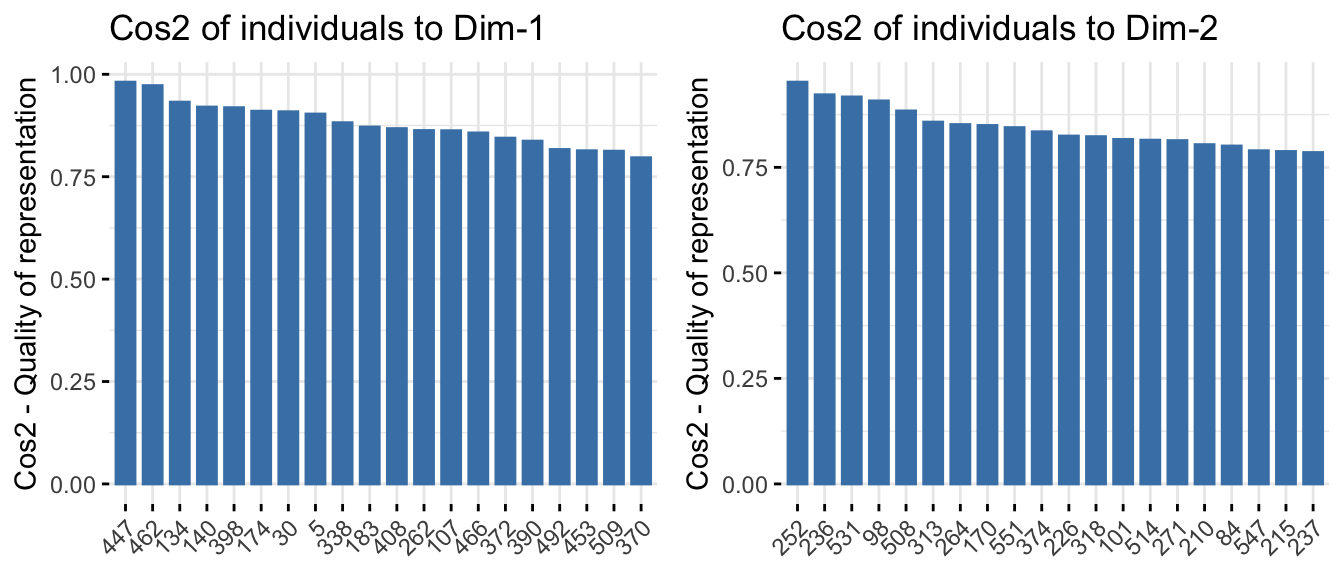 Cos2 of individuals to Dim-1
Cos2 - Quality of representation
1.00
0.75
0.50
0.25
0.00
447 462 134 140 398 174 30 5 338 183 408 262 107 466 372 390 492 453 509 370
Cos2 of individuals to Dim-2
Cos2 - Quality of representation
0.75
0.50
0.25
0.00
252 236 531 98 508 313 264 170 551 374 226 318 101 514 271 210 84 547 215 237